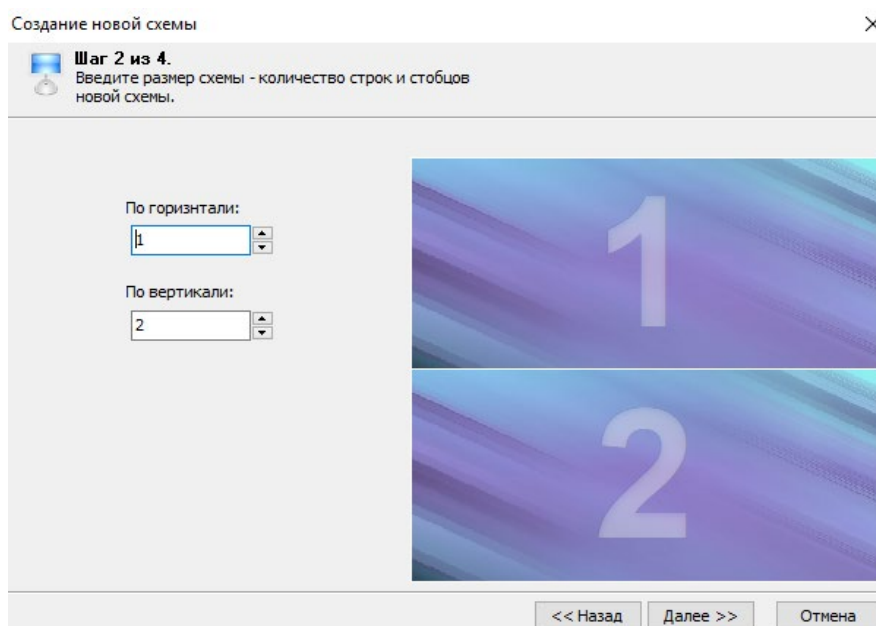 Создание новой схемы
Шаг 2 из 4.
Введите размер схемы - количество строк и стобцов
новой схемы.
По горизнтали:
1
По вертикали:
2
1
2
<< Назад
Далее >>
Отмена